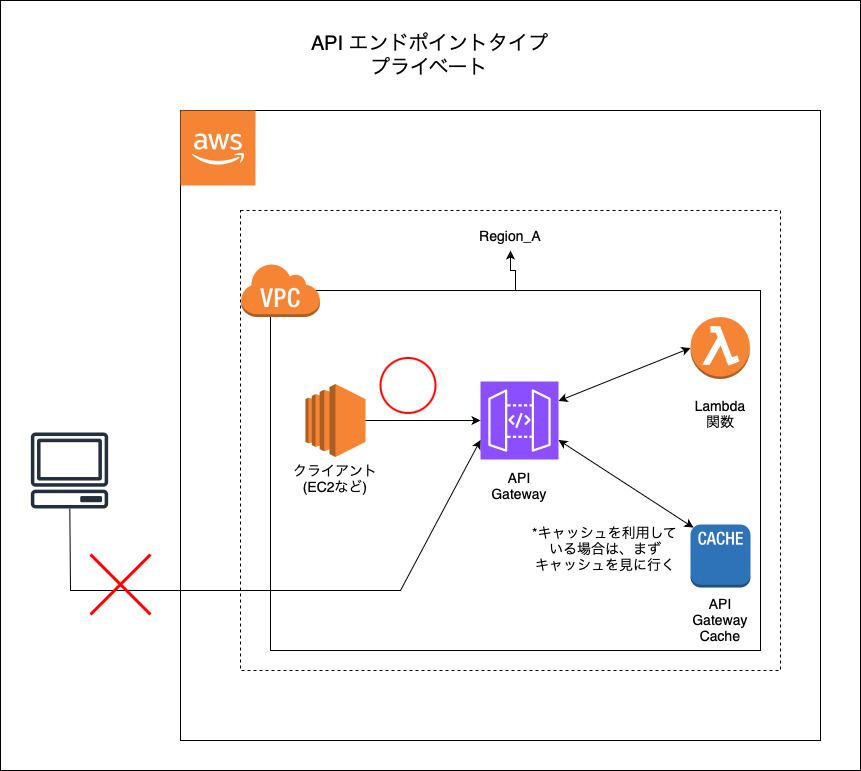 API エンドポイントタイプ
プライベート
aws
Region_A
VPC
Lambda
関数
クライアント
(EC2など)
API
Gateway
*キャッシュを利用して
いる場合は、まず
キャッシュを見に行く
CACHE
API
Gateway
Cache